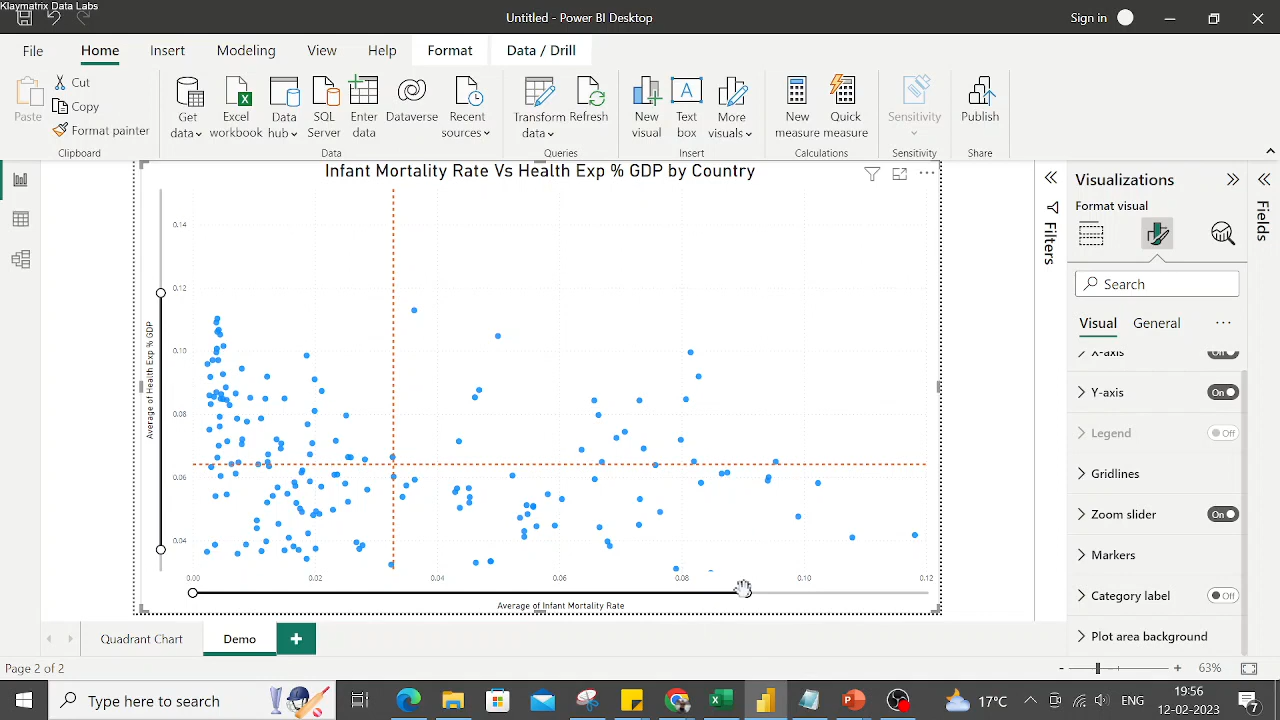 Kaymatrix Data Labs
Untitled - Power BI Desktop
Sign in
File Home Insert Modeling View Help Format Data / Drill
Paste
Cut
Copy
Format painter
Clipboard
Get data
Excel workbook
Data hub
SQL Server
Enter data
Dataverse
Recent sources
Data
Transform data
Refresh
Queries
New visual
A
Text box
More visuals
Insert
New measure
Quick measure
Calculations
Sensitivity
Sensitivity
Publish
Share
Infant Mortality Rate Vs Health Exp % GDP by Country
0.14
0.12
0.10
0.08
0.06
0.04
Average of Health Exp % GDP
0.00 0.02 0.04 0.06 0.08 0.10 0.12
Average of Infant Mortality Rate
Filters
Visualizations
Format visual
Search
Visual General
X-axis On
Y-axis On
Legend Off
Gridlines
Zoom slider On
Markers
Category label Off
Plot area background
Fields
Quadrant Chart Demo
Page 2 of 2
63%
Type here to search
17°C
ENG
19:56
12-02-2023
7